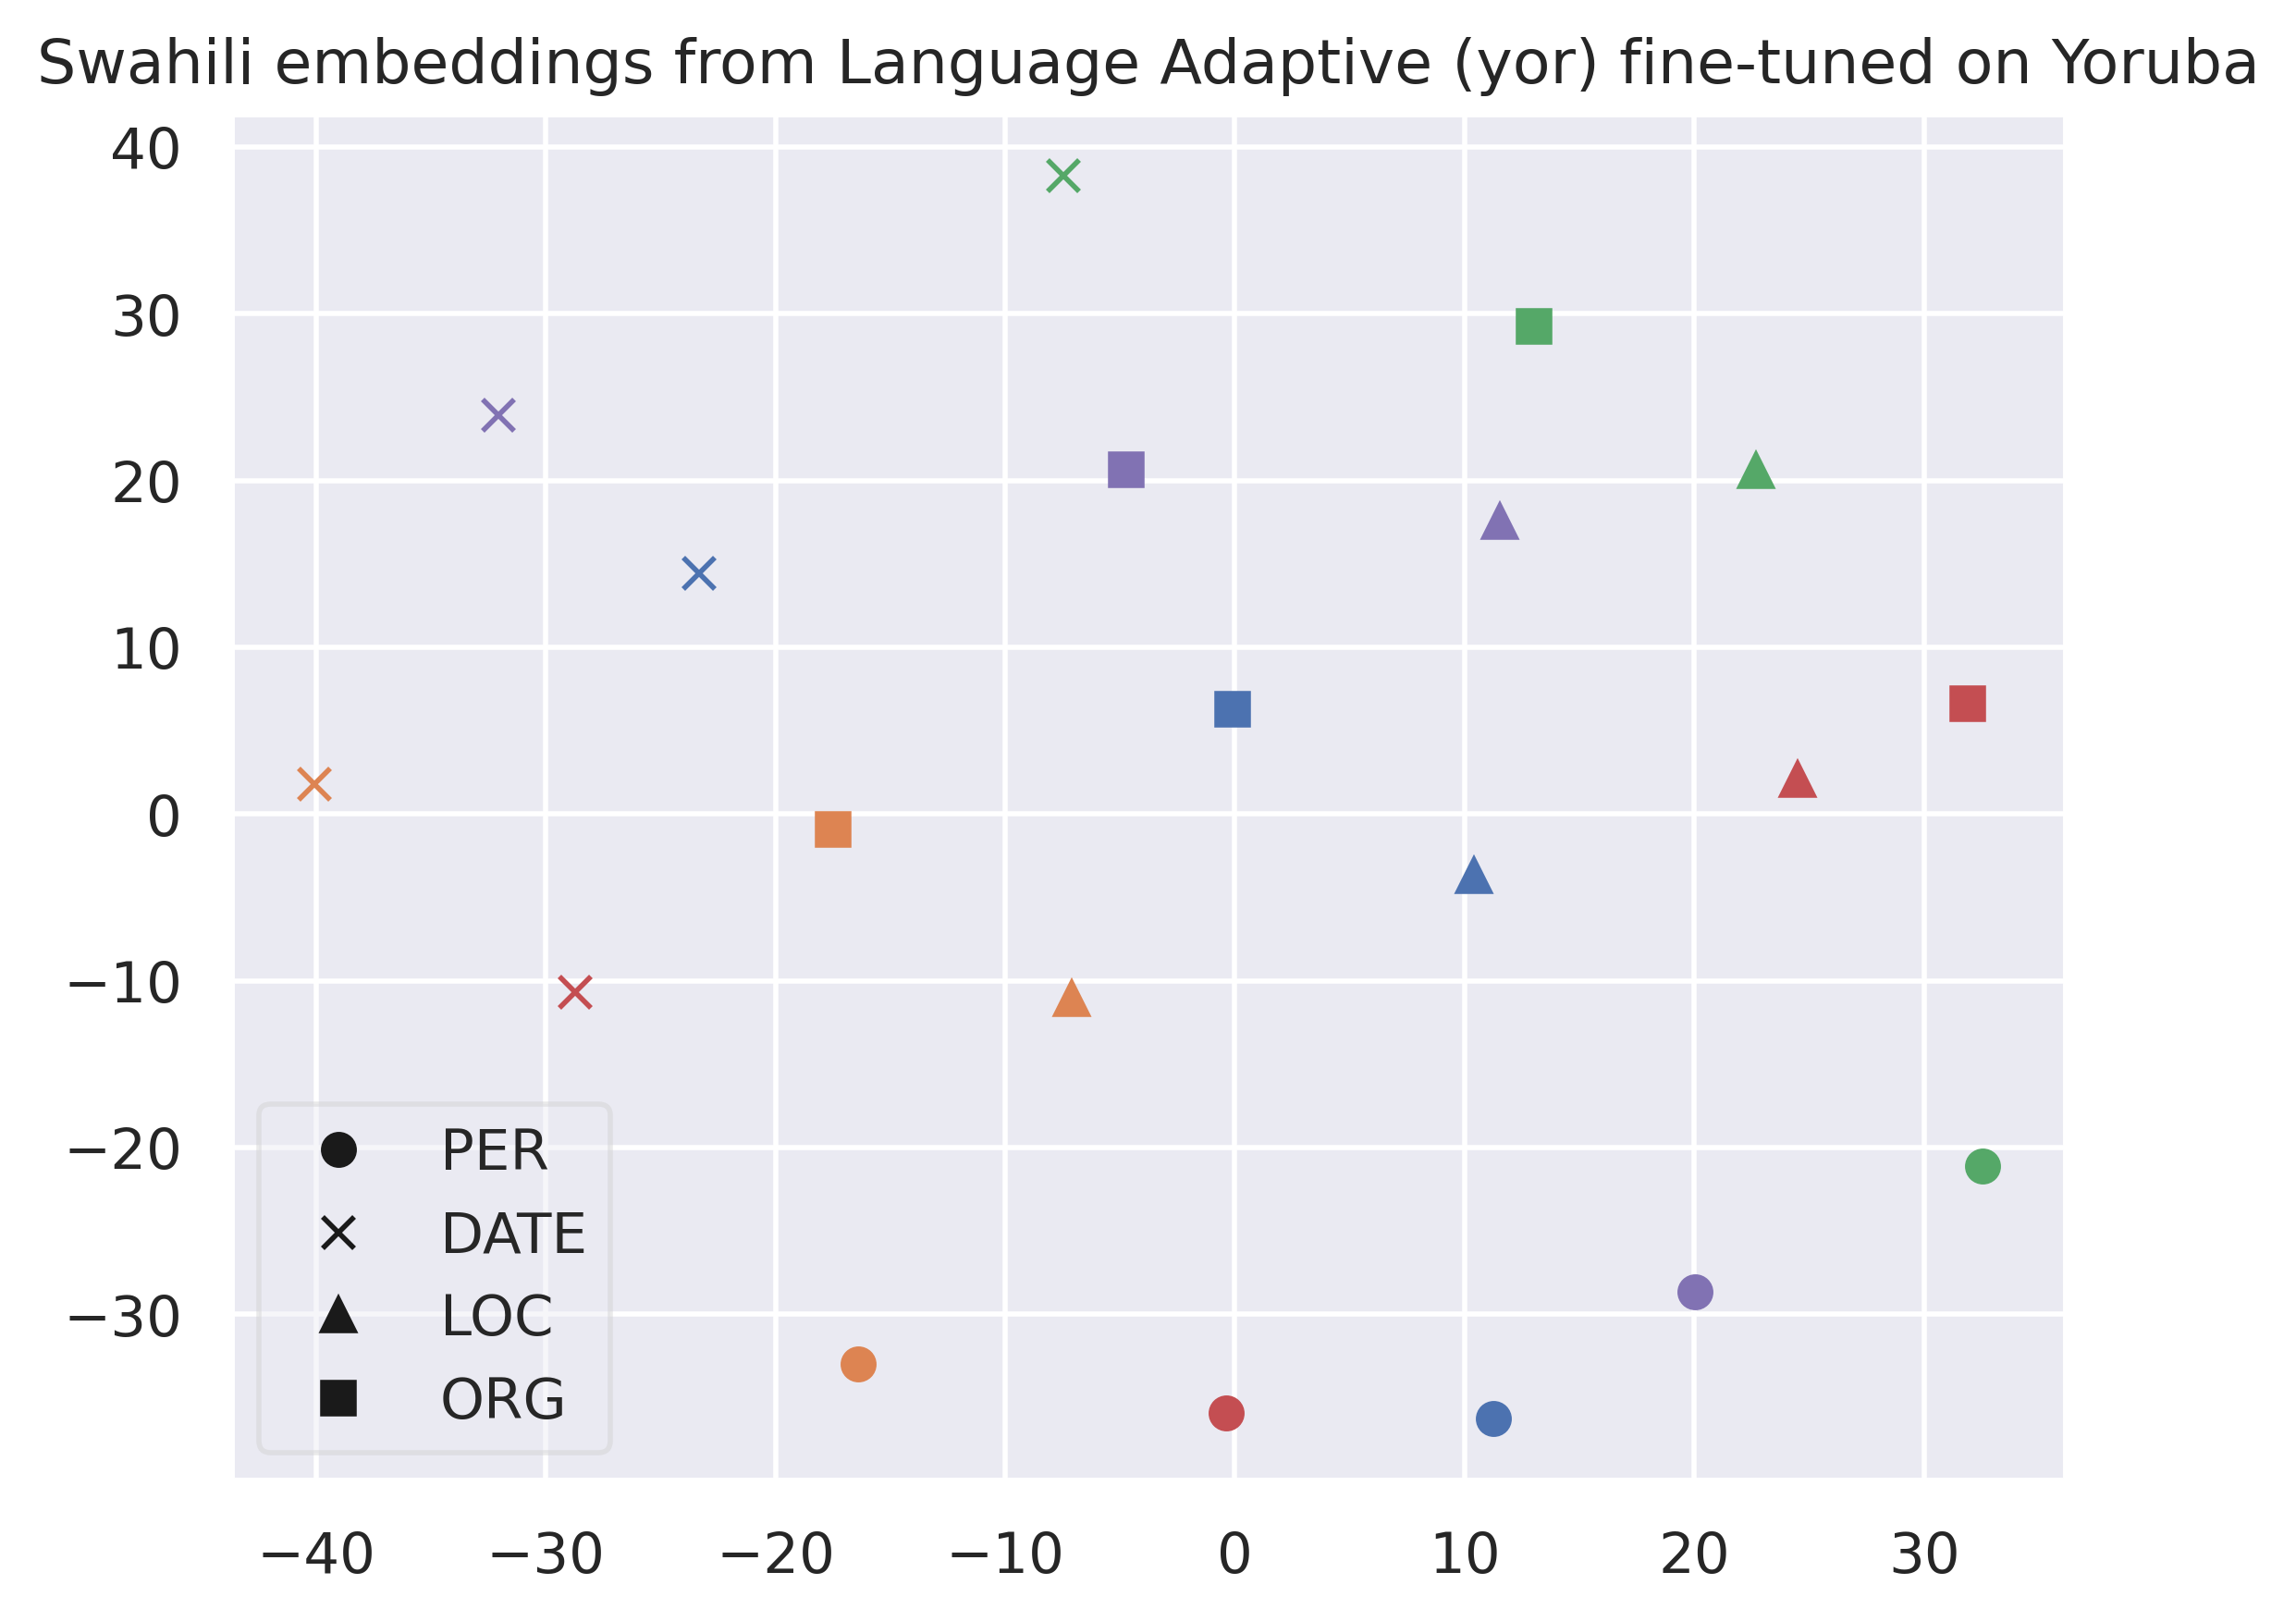 Swahili embeddings from Language Adaptive (yor) fine-tuned on Yoruba
40
30
20
10
0
−10
−20
−30
PER
DATE
LOC
ORG
−40 −30 −20 −10 0 10 20 30